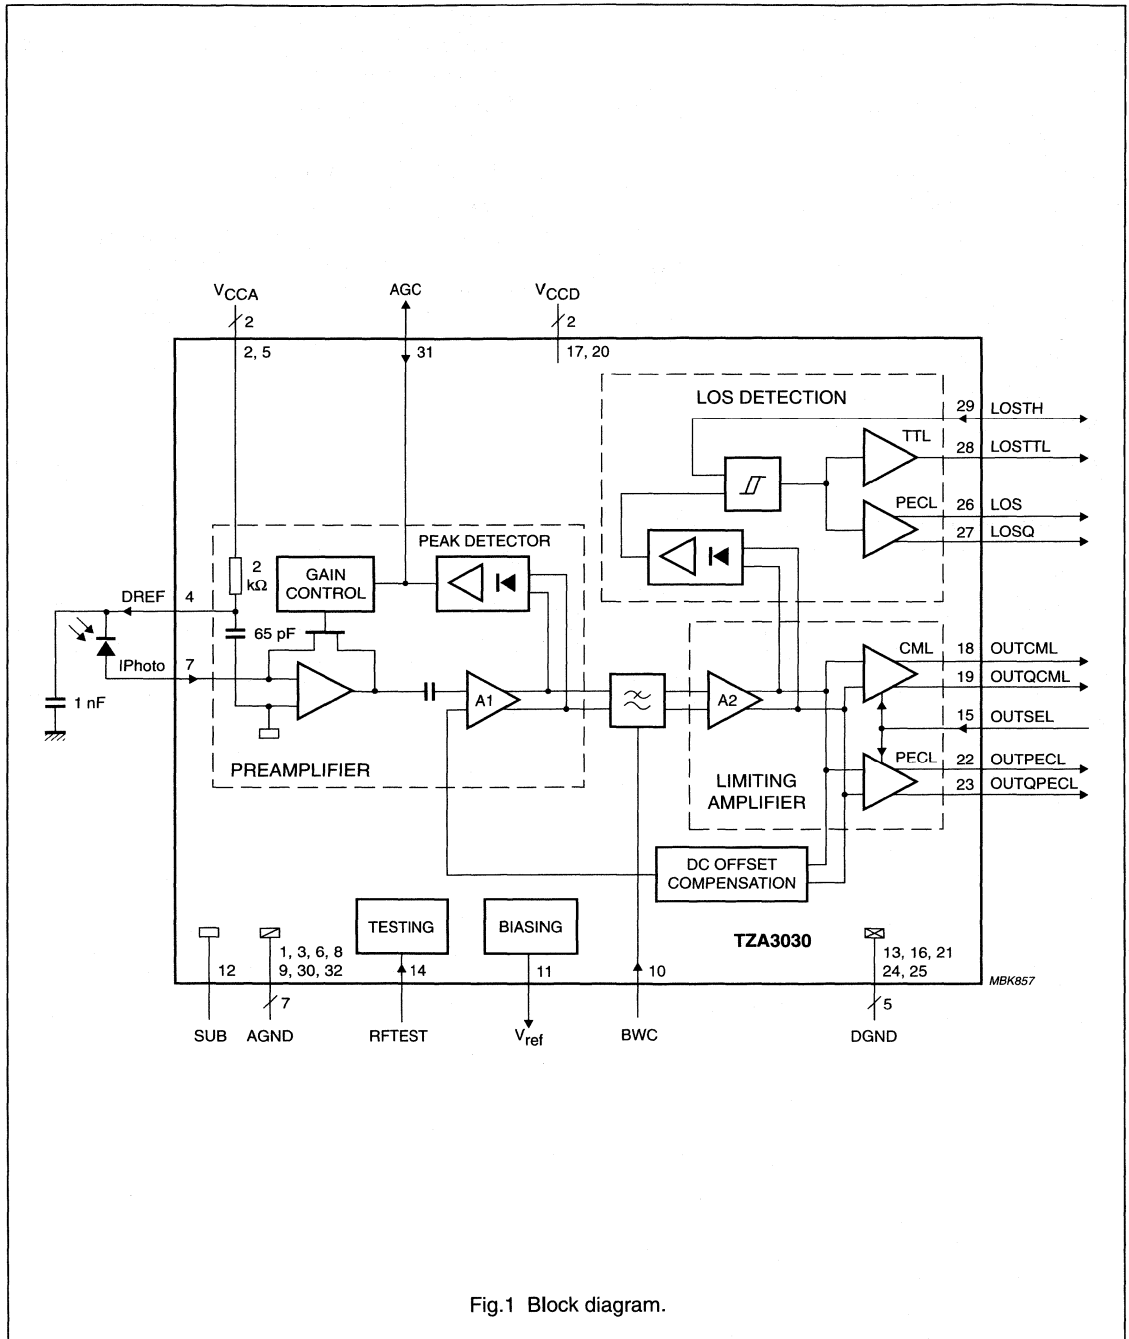 VCCA
AGC
VCCD
2
2
2, 5
31
17, 20
LOS DETECTION
29 LOSTH
TTL
28 LOSTTL
PECL
26 LOS
27 LOSQ
PEAK DETECTOR
2
kΩ
GAIN
CONTROL
DREF 4
65 pF
IPhoto 7
1 nF
A1
A2
CML
18 OUTCML
19 OUTQCML
15 OUTSEL
PECL
22 OUTPECL
23 OUTQPECL
PREAMPLIFIER
LIMITING
AMPLIFIER
DC OFFSET
COMPENSATION
TESTING
BIASING
TZA3030
12
1, 3, 6, 8
9, 30, 32
14
11
10
13, 16, 21
24, 25
MBK857
7
5
SUB
AGND
RFTEST
Vref
BWC
DGND
Fig.1 Block diagram.